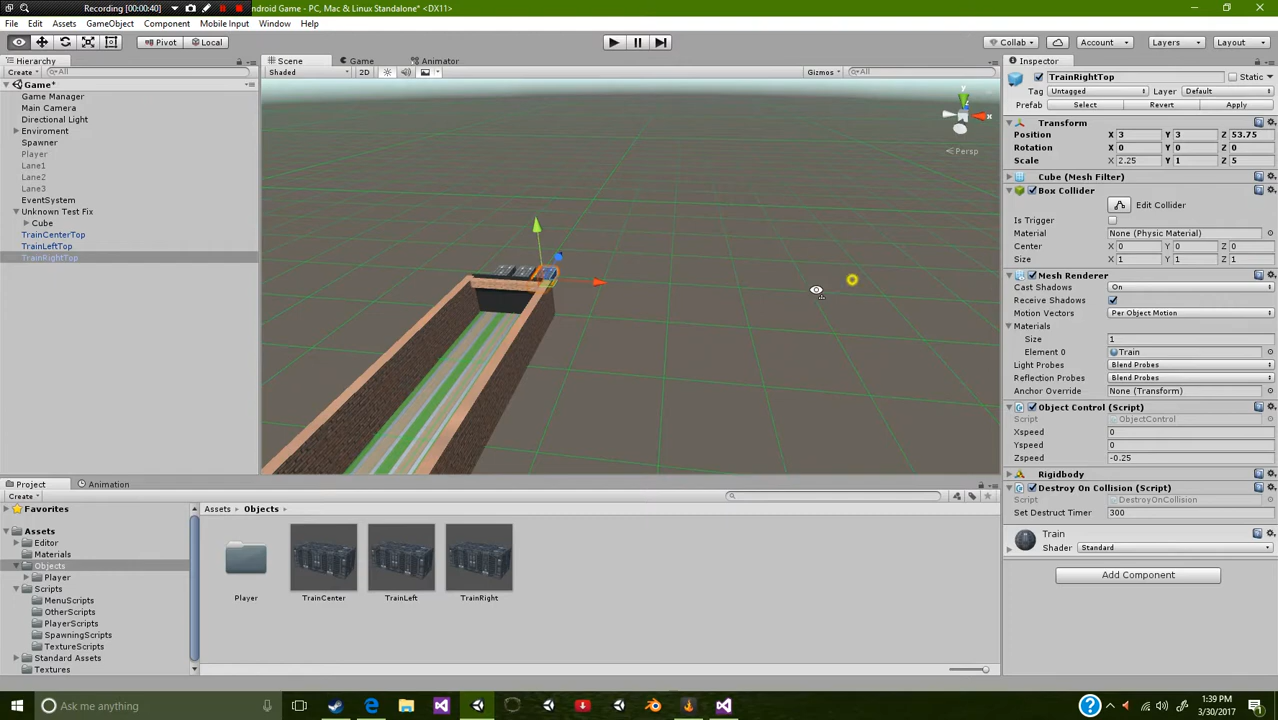 Recording [00:00:40]
ndroid Game - PC, Mac & Linux Standalone* <DX11>
File Edit Assets GameObject Component Mobile Input Window Help
Pivot Local Collab Account Layers Layout
Hierarchy Scene Game Animator Inspector
Create All Shaded 2D Gizmos All
TrainRightTop Static
Game*
Tag Untagged Layer Default
Game Manager
Prefab Select Revert Apply
Main Camera
Directional Light
Transform
Enviroment
Position X 3 Y 3 Z 53.75
Spawner
Rotation X 0 Y 0 Z 0
Player
Scale X 2.25 Y 1 Z 5
y
x
Persp
Lane1
Cube (Mesh Filter)
Lane2
Box Collider
Lane3
Edit Collider
EventSystem
Is Trigger
Unknown Test Fix
Material None (Physic Material)
Cube
Center X 0 Y 0 Z 0
TrainCenterTop
Size X 1 Y 1 Z 1
TrainLeftTop
Mesh Renderer
TrainRightTop
Cast Shadows On
Receive Shadows
Motion Vectors Per Object Motion
Materials
Size 1
Element 0 Train
Light Probes Blend Probes
Reflection Probes Blend Probes
Anchor Override None (Transform)
Object Control (Script)
Script ObjectControl
Xspeed 0
Yspeed 0
Zspeed -0.25
Rigidbody
Destroy On Collision (Script)
Script DestroyOnCollision
Set Destruct Timer 300
Train
Shader Standard
Add Component
Project Animation
Create
Favorites
Assets Objects
Assets
Editor
Materials
Objects
Player
Scripts
MenuScripts
OtherScripts
PlayerScripts
SpawningScripts
TextureScripts
Standard Assets
Textures
Player TrainCenter TrainLeft TrainRight
Ask me anything
1:39 PM
3/30/2017